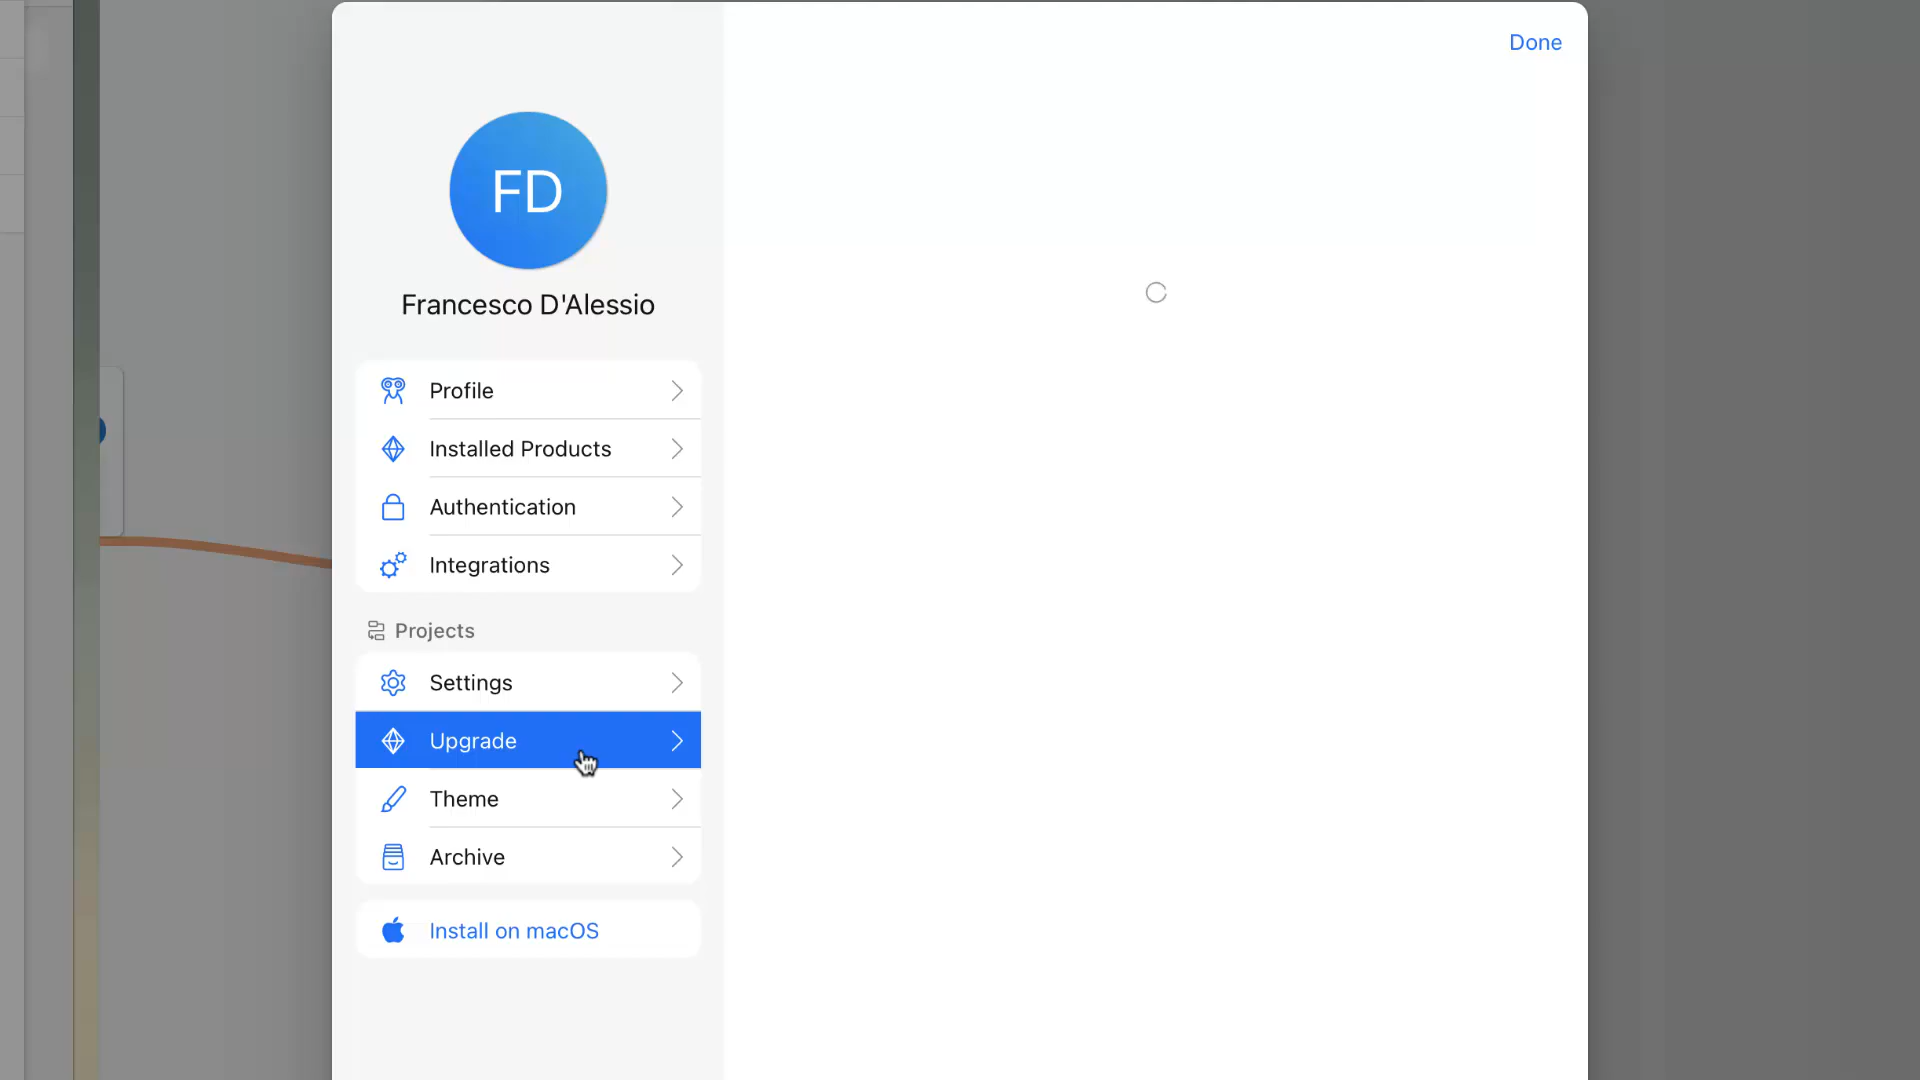 Done
FD
Francesco D'Alessio
Profile
Installed Products
Authentication
Integrations
Projects
Settings
Upgrade
Theme
Archive
Install on macOS